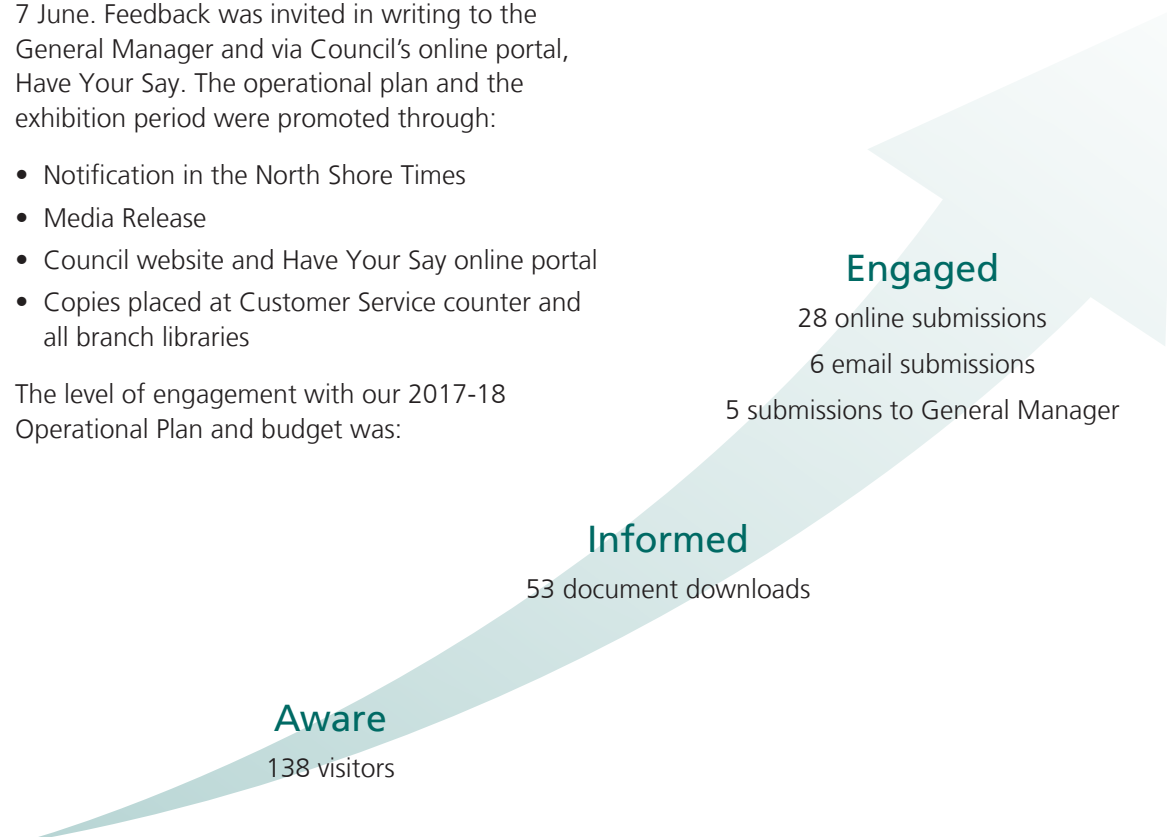 7 June. Feedback was invited in writing to the
General Manager and via Council’s online portal,
Have Your Say. The operational plan and the
exhibition period were promoted through:
• Notification in the North Shore Times
• Media Release
• Council website and Have Your Say online portal
• Copies placed at Customer Service counter and
all branch libraries
The level of engagement with our 2017-18
Operational Plan and budget was:
Engaged
28 online submissions
6 email submissions
5 submissions to General Manager
Informed
53 document downloads
Aware
138 visitors